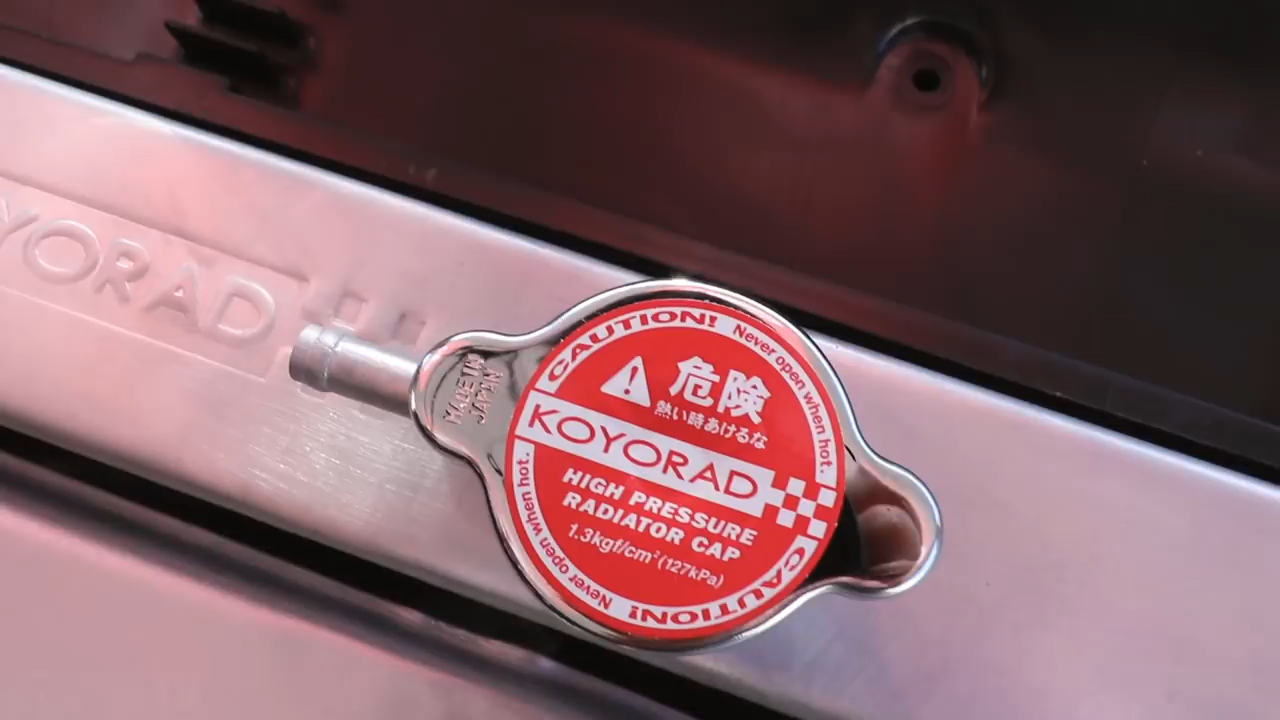 YORAD
MADE IN
JAPAN
CAUTION!
Never open when hot.
危険
熱い時あけるな
KOYORAD
HIGH PRESSURE
RADIATOR CAP
1.3kgf/cm²(127kPa)
Never open when hot.
CAUTION!